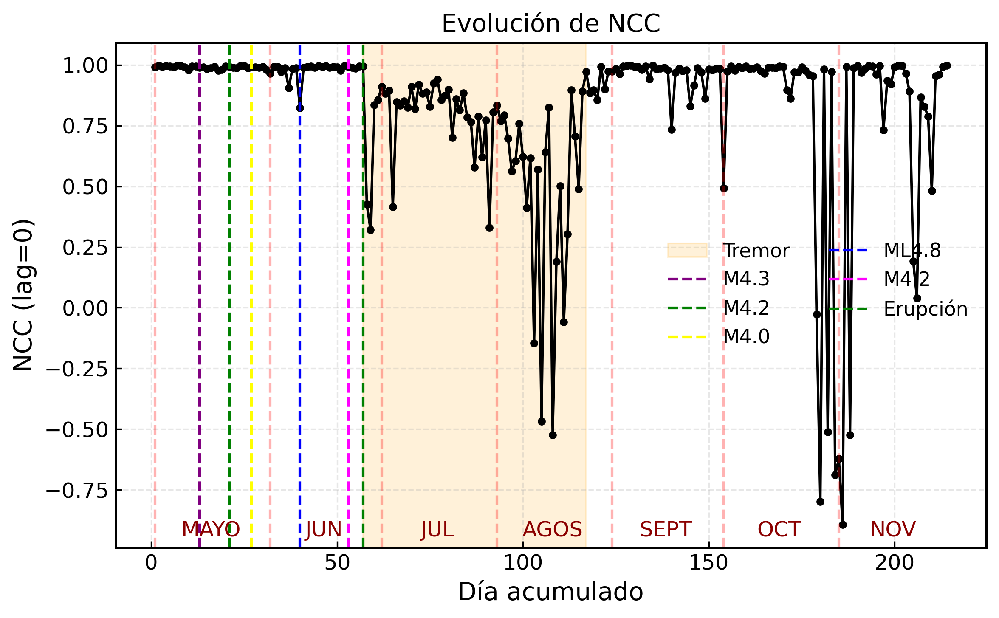 Evolución de NCC
NCC (lag=0)
1.00
0.75
0.50
0.25
0.00
−0.25
−0.50
−0.75
Tremor
M4.3
M4.2
M4.0
ML4.8
M4.2
Erupción
MAYO
JUN
JUL
AGOS
SEPT
OCT
NOV
0
50
100
150
200
Día acumulado